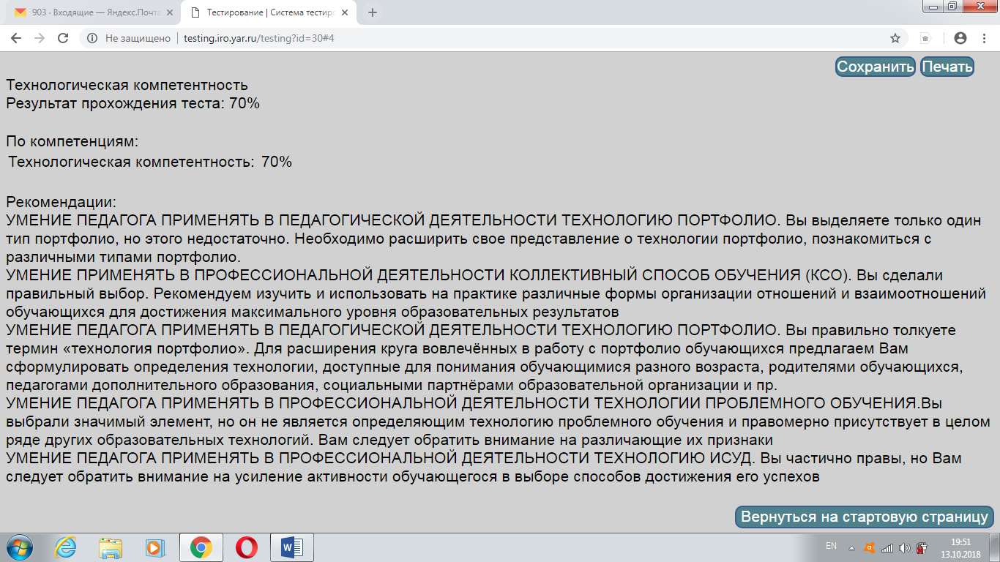 903 · Входящие — Яндекс.Почта
Тестирование | Система тестиро
Не защищено
testing.iro.yar.ru/testing?id=30#4
Сохранить Печать
Технологическая компетентность
Результат прохождения теста: 70%
По компетенциям:
Технологическая компетентность: 70%
Рекомендации:
УМЕНИЕ ПЕДАГОГА ПРИМЕНЯТЬ В ПЕДАГОГИЧЕСКОЙ ДЕЯТЕЛЬНОСТИ ТЕХНОЛОГИЮ ПОРТФОЛИО. Вы выделяете только один
тип портфолио, но этого недостаточно. Необходимо расширить свое представление о технологии портфолио, познакомиться с
различными типами портфолио.
УМЕНИЕ ПРИМЕНЯТЬ В ПРОФЕССИОНАЛЬНОЙ ДЕЯТЕЛЬНОСТИ КОЛЛЕКТИВНЫЙ СПОСОБ ОБУЧЕНИЯ (КСО). Вы сделали
правильный выбор. Рекомендуем изучить и использовать на практике различные формы организации отношений и взаимоотношений
обучающихся для достижения максимального уровня образовательных результатов
УМЕНИЕ ПЕДАГОГА ПРИМЕНЯТЬ В ПЕДАГОГИЧЕСКОЙ ДЕЯТЕЛЬНОСТИ ТЕХНОЛОГИЮ ПОРТФОЛИО. Вы правильно толкуете
термин «технология портфолио». Для расширения круга вовлечённых в работу с портфолио обучающихся предлагаем Вам
сформулировать определения технологии, доступные для понимания обучающимися разного возраста, родителями обучающихся,
педагогами дополнительного образования, социальными партнёрами образовательной организации и пр.
УМЕНИЕ ПЕДАГОГА ПРИМЕНЯТЬ В ПРОФЕССИОНАЛЬНОЙ ДЕЯТЕЛЬНОСТИ ТЕХНОЛОГИИ ПРОБЛЕМНОГО ОБУЧЕНИЯ.Вы
выбрали значимый элемент, но он не является определяющим технологию проблемного обучения и правомерно присутствует в целом
ряде других образовательных технологий. Вам следует обратить внимание на различающие их признаки
УМЕНИЕ ПЕДАГОГА ПРИМЕНЯТЬ В ПРОФЕССИОНАЛЬНОЙ ДЕЯТЕЛЬНОСТИ ТЕХНОЛОГИЮ ИСУД. Вы частично правы, но Вам
следует обратить внимание на усиление активности обучающегося в выборе способов достижения его успехов
Вернуться на стартовую страницу
EN
19:51
13.10.2018